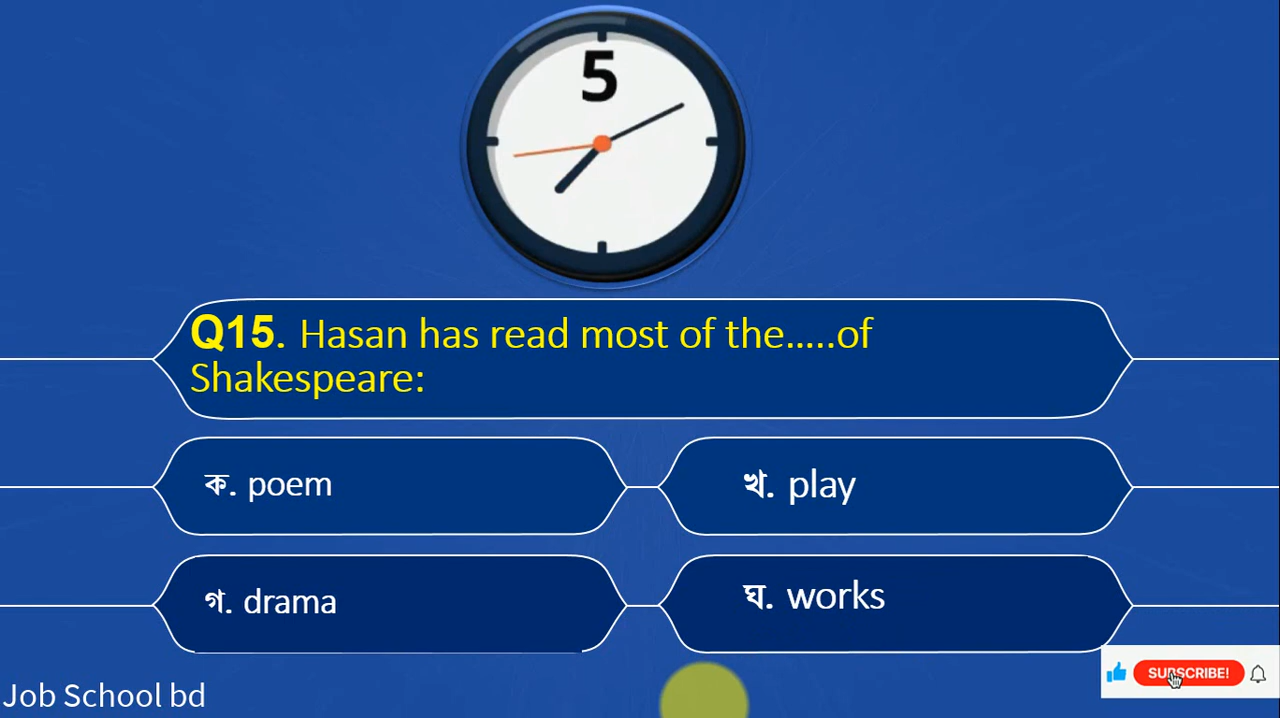 5
Q15. Hasan has read most of the.....of
Shakespeare:
ক. poem
খ. play
গ. drama
ঘ. works
SUBSCRIBE!
Job School bd